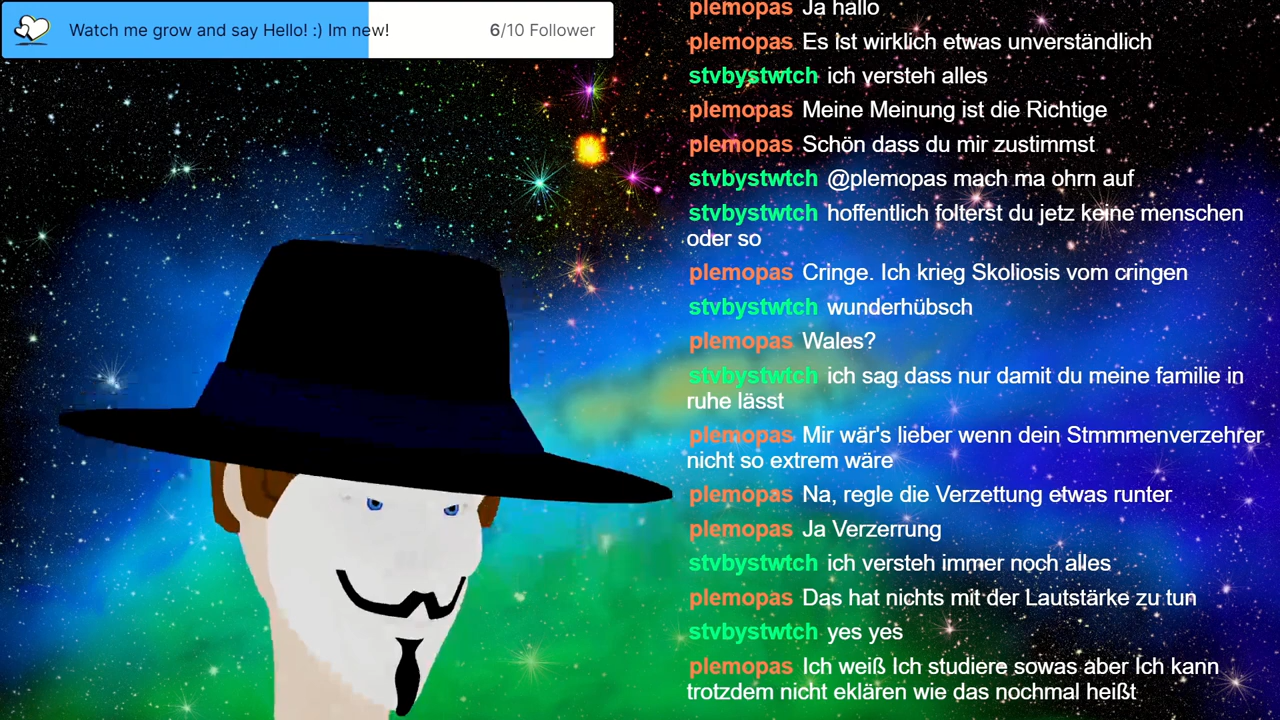 Watch me grow and say Hello! :) Im new!
6/10 Follower
plemopas Ja hallo
plemopas Es ist wirklich etwas unverständlich
stvbystwtch ich versteh alles
plemopas Meine Meinung ist die Richtige
plemopas Schön dass du mir zustimmst
stvbystwtch @plemopas mach ma ohrn auf
stvbystwtch hoffentlich folterst du jetz keine menschen
oder so
plemopas Cringe. Ich krieg Skoliosis vom cringen
stvbystwtch wunderhübsch
plemopas Wales?
stvbystwtch ich sag dass nur damit du meine familie in
ruhe lässt
plemopas Mir wär's lieber wenn dein Stmmmenverzehrer
nicht so extrem wäre
plemopas Na, regle die Verzettung etwas runter
plemopas Ja Verzerrung
stvbystwtch ich versteh immer noch alles
plemopas Das hat nichts mit der Lautstärke zu tun
stvbystwtch yes yes
plemopas Ich weiß Ich studiere sowas aber Ich kann
trotzdem nicht eklären wie das nochmal heißt